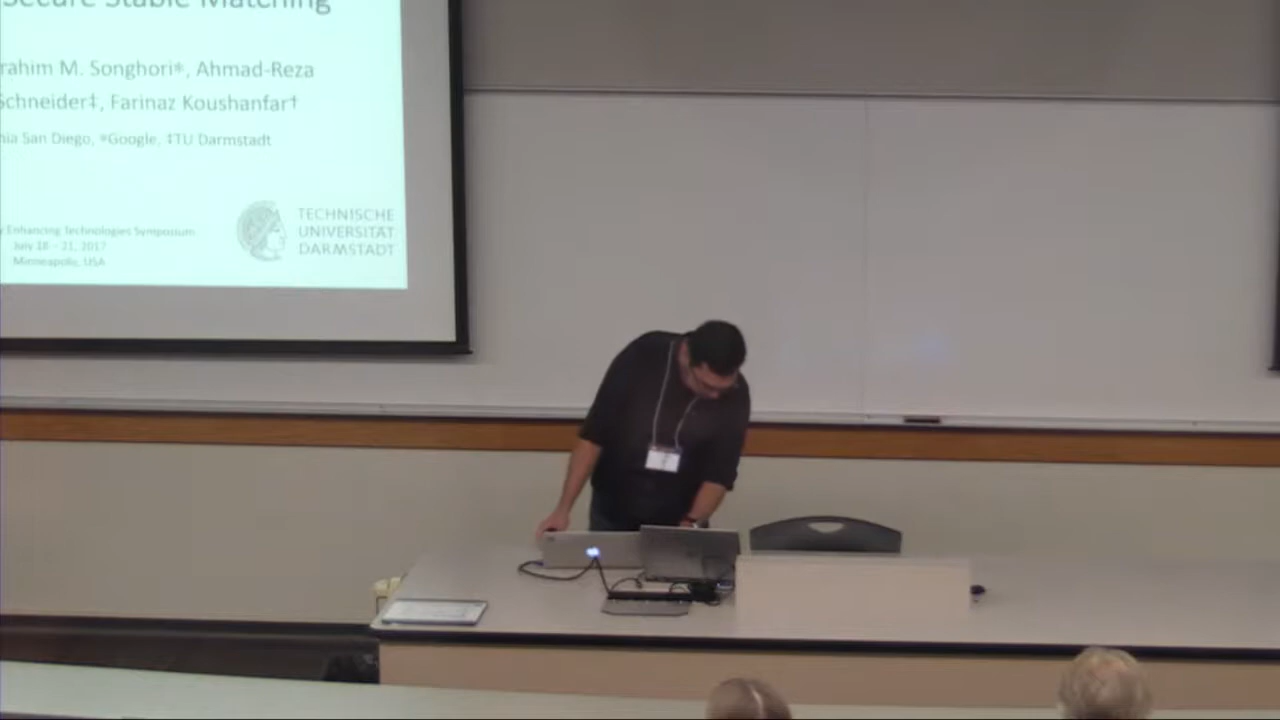 Secure Stable Matching
rahim M. Songhori*, Ahmad-Reza
Schneider‡, Farinaz Koushanfar†
nia San Diego, *Google, ‡TU Darmstadt
y Enhancing Technologies Symposium
July 18 - 21, 2017
Minneapolis, USA
TECHNISCHE
UNIVERSITÄT
DARMSTADT